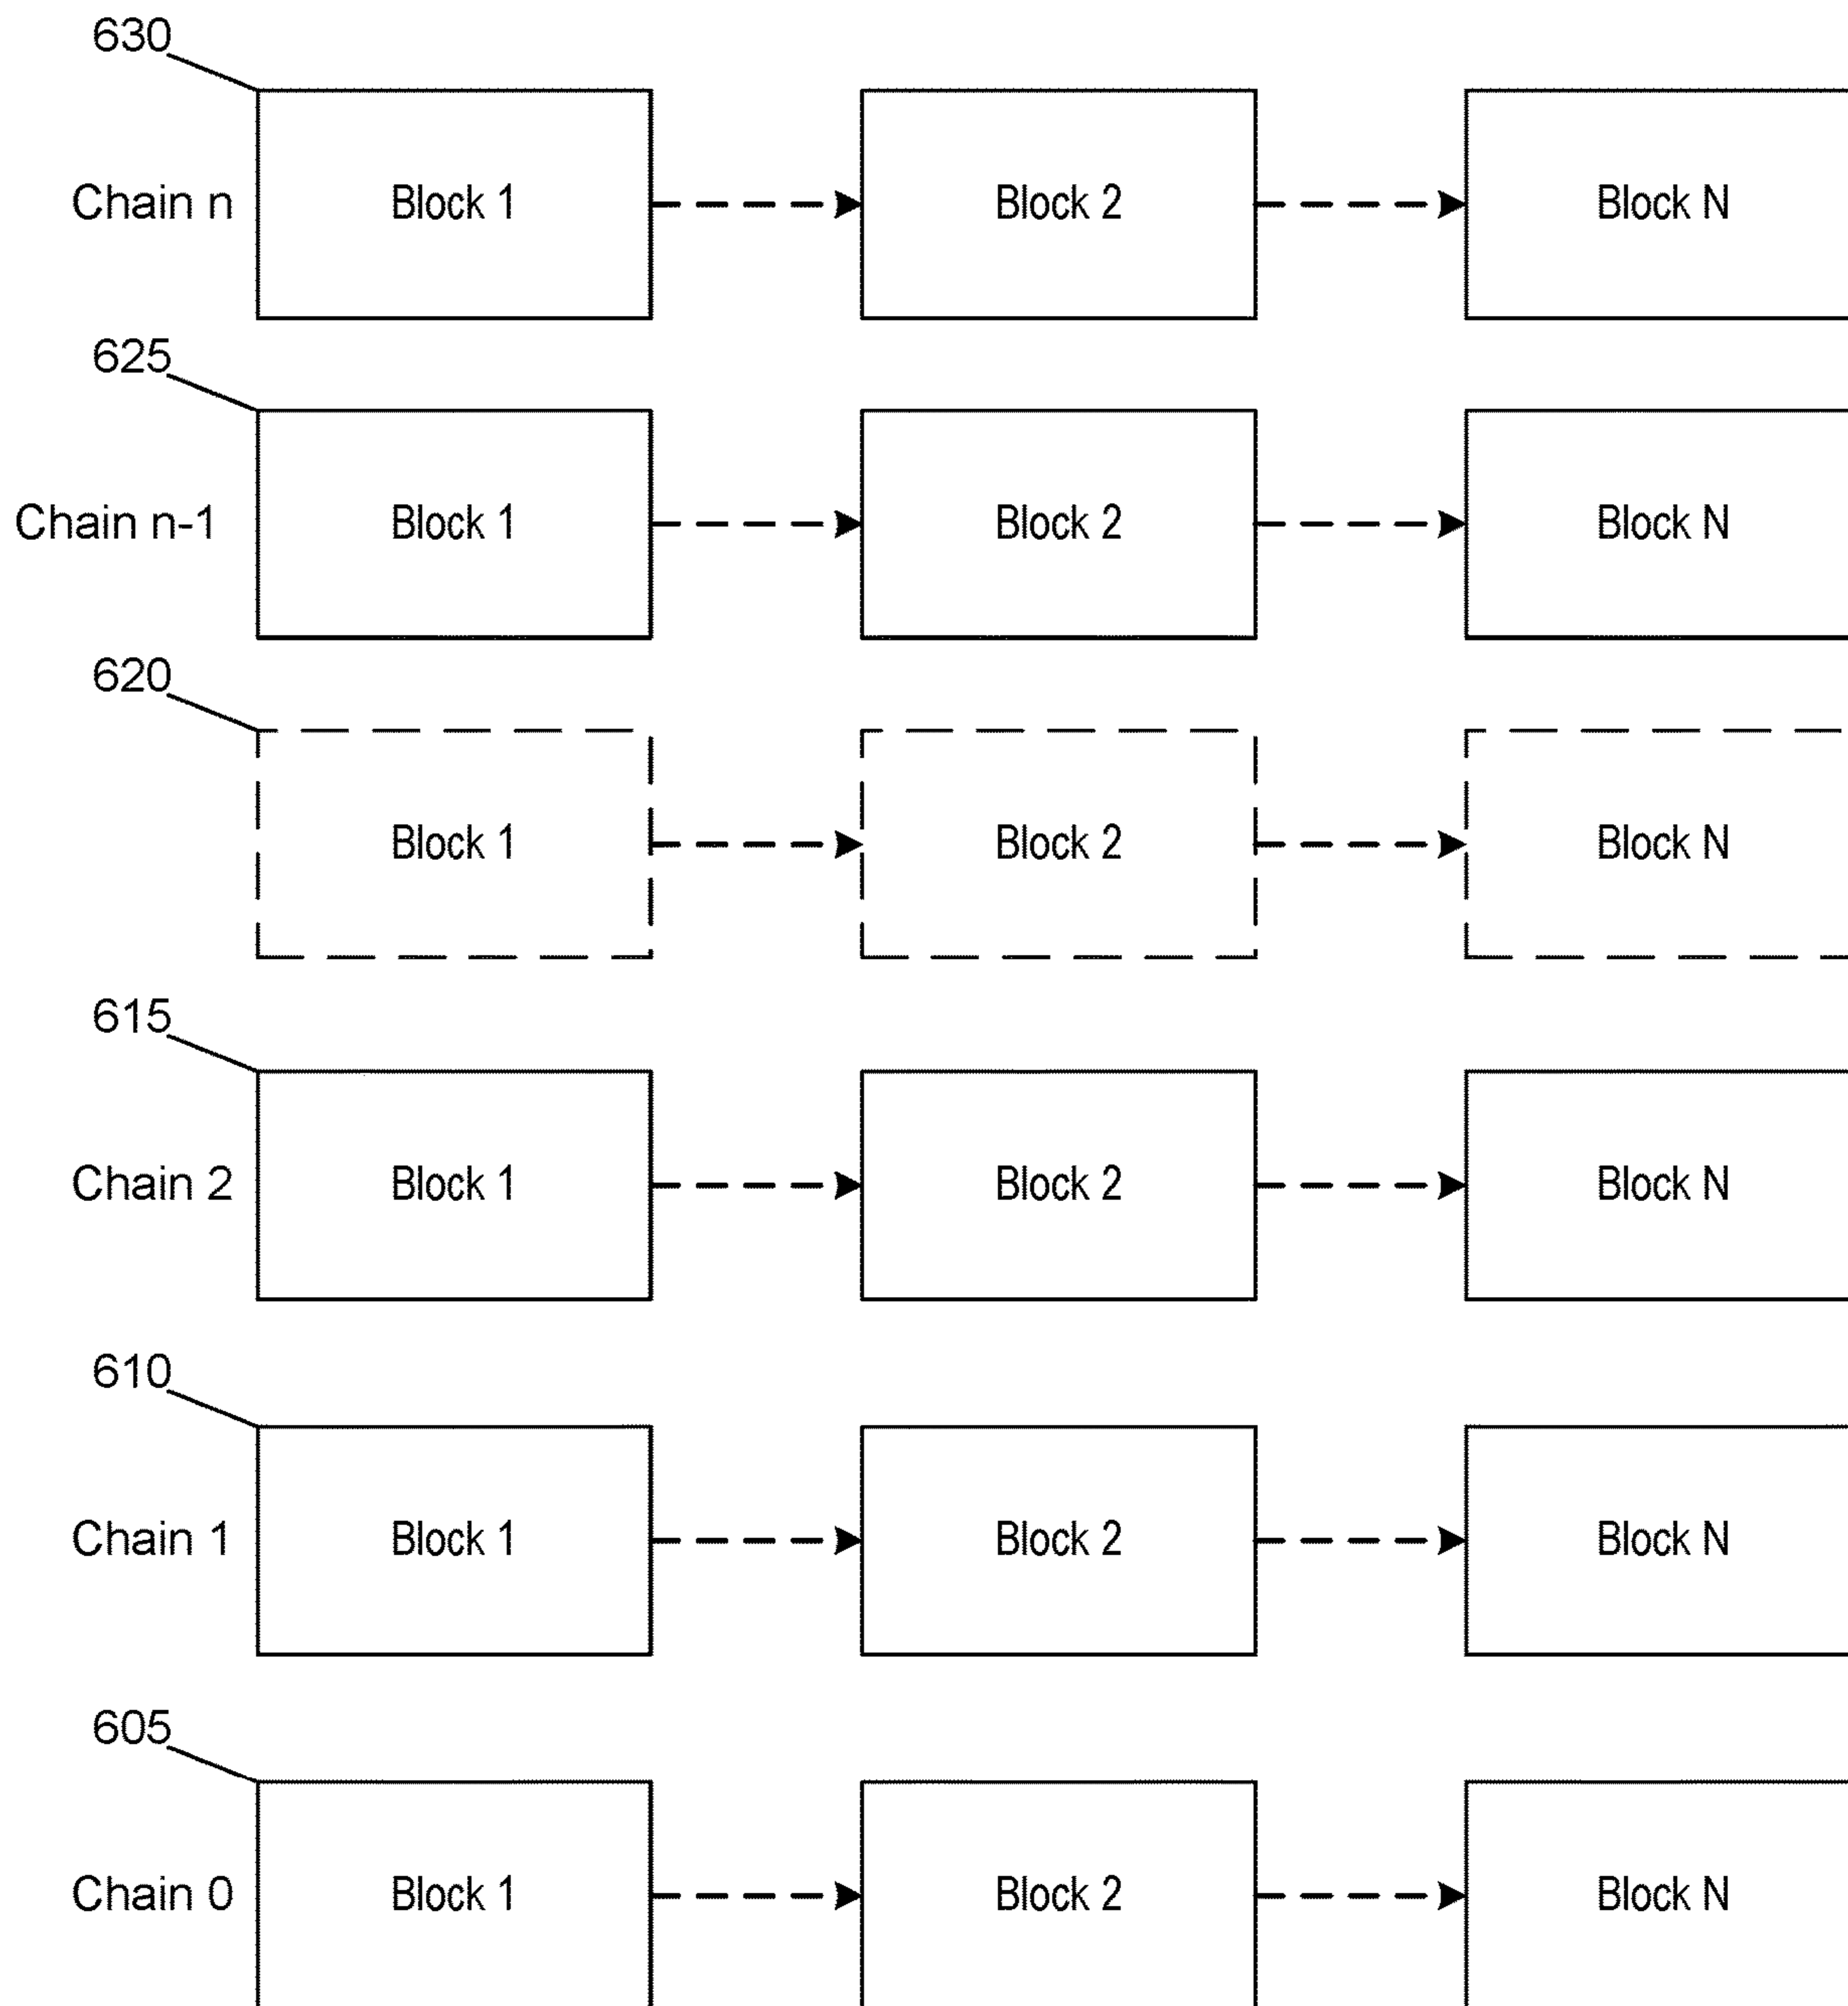 630
Chain n Block 1 Block 2 Block N
625
Chain n-1 Block 1 Block 2 Block N
620
Block 1 Block 2 Block N
615
Chain 2 Block 1 Block 2 Block N
610
Chain 1 Block 1 Block 2 Block N
605
Chain 0 Block 1 Block 2 Block N